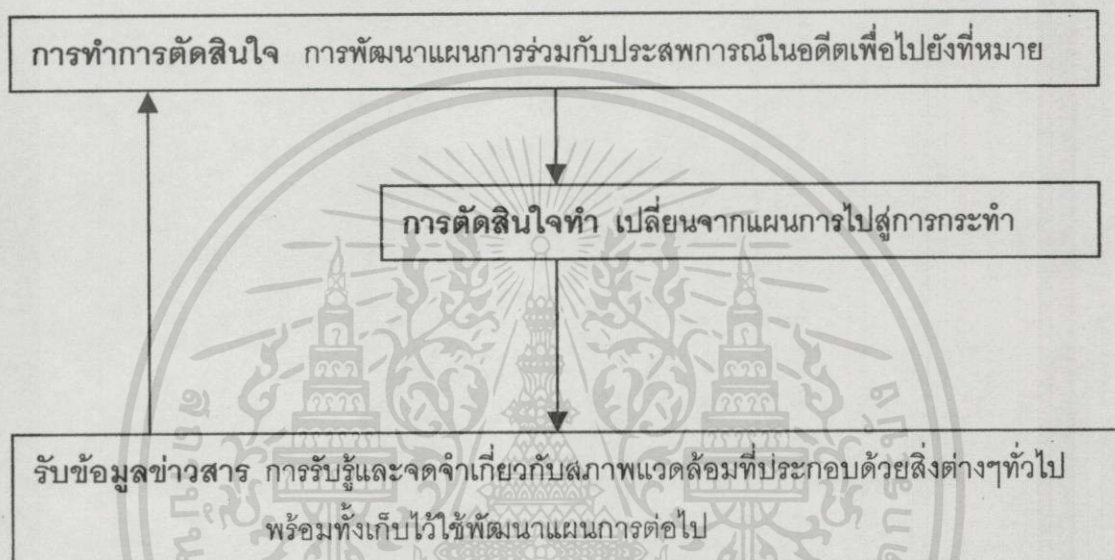 การทำการตัดสินใจ การพัฒนาแผนการร่วมกับประสพการณ์ในอดีตเพื่อไปยังที่หมาย
การตัดสินใจทำ เปลี่ยนจากแผนการไปสู่การกระทำ
รับข้อมูลข่าวสาร การรับรู้และจดจำเกี่ยวกับสภาพแวดล้อมที่ประกอบด้วยสิ่งต่างๆทั่วไป
พร้อมทั้งเก็บไว้ใช้พัฒนาแผนการต่อไป